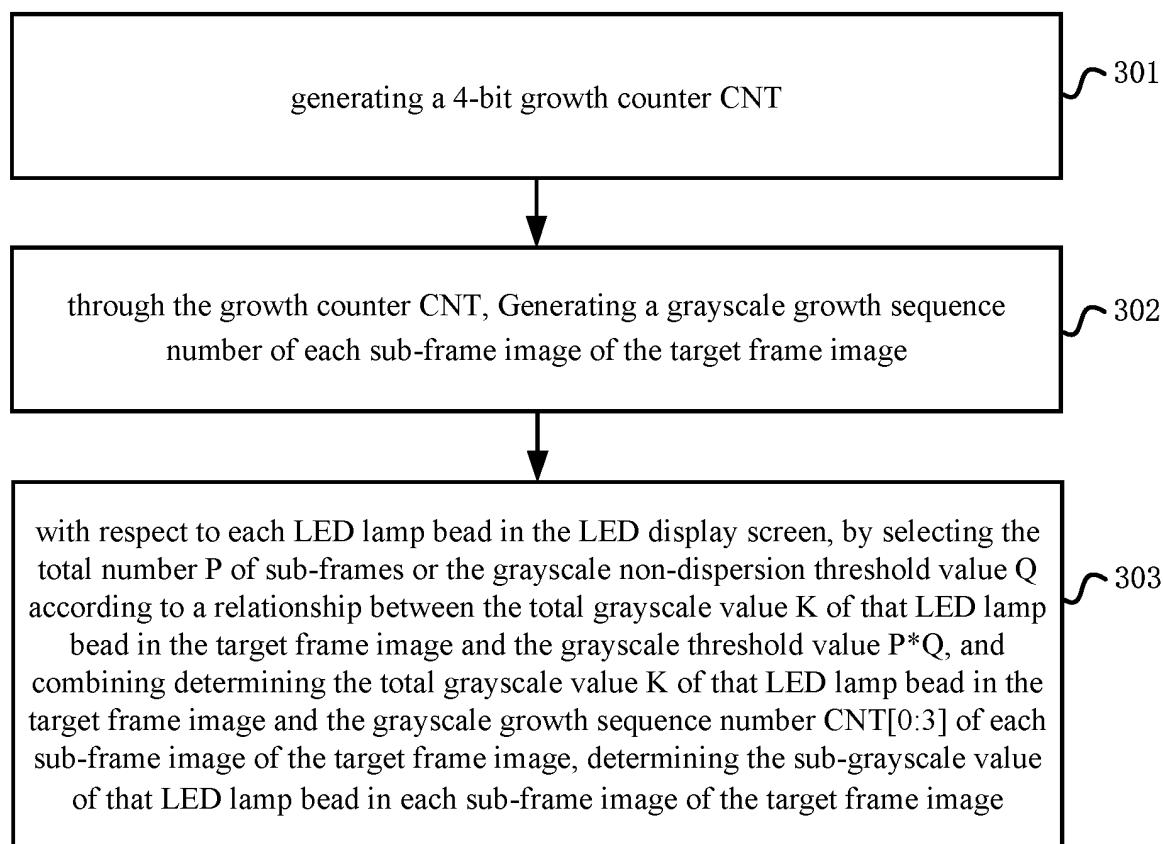 generating a 4-bit growth counter CNT
301
through the growth counter CNT, Generating a grayscale growth sequence
number of each sub-frame image of the target frame image
302
with respect to each LED lamp bead in the LED display screen, by selecting the
total number P of sub-frames or the grayscale non-dispersion threshold value Q
according to a relationship between the total grayscale value K of that LED lamp
bead in the target frame image and the grayscale threshold value P*Q, and
combining determining the total grayscale value K of that LED lamp bead in the
target frame image and the grayscale growth sequence number CNT[0:3] of each
sub-frame image of the target frame image, determining the sub-grayscale value
of that LED lamp bead in each sub-frame image of the target frame image
303